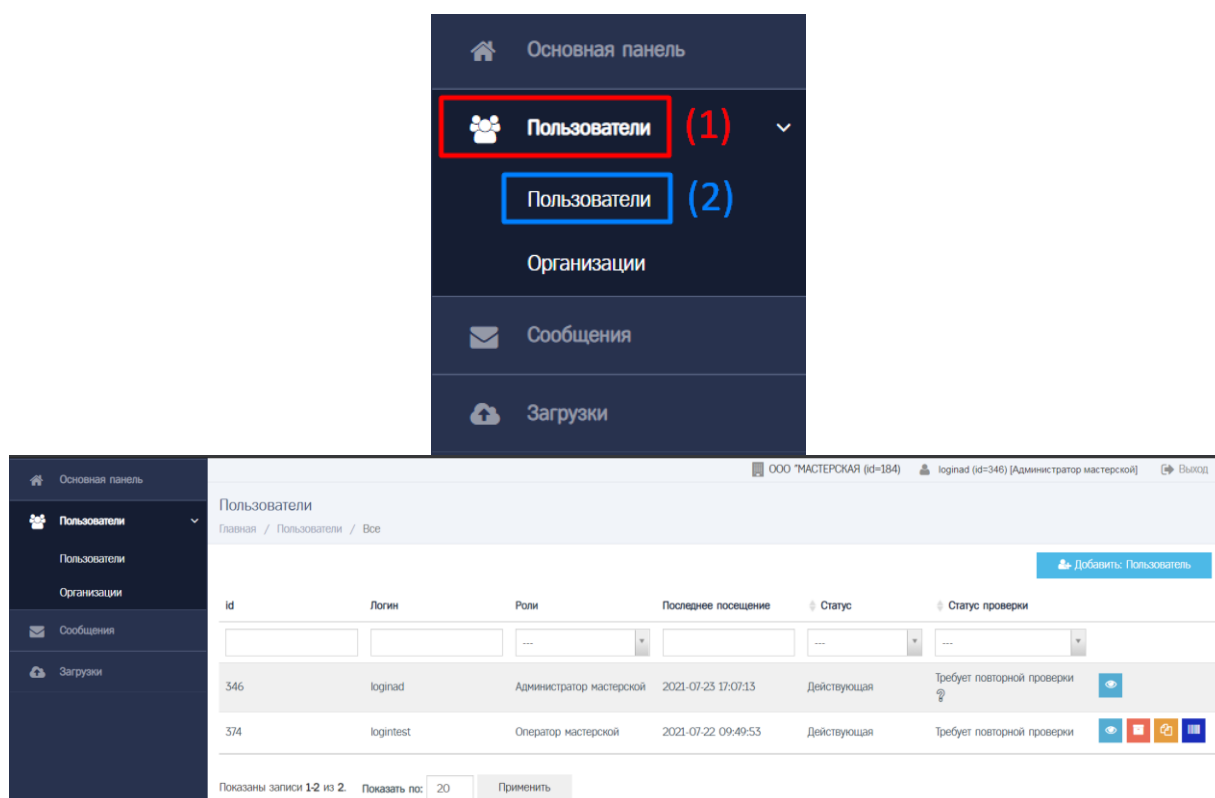 Основная панель
Пользователи (1)
Пользователи (2)
Организации
Сообщения
Загрузки
Основная панель
Пользователи
Пользователи
Организации
Сообщения
Загрузки
ООО "МАСТЕРСКАЯ (id=184) loginad (id=346) [Администратор мастерской] Выход
Пользователи
Главная / Пользователи / Все
Добавить: Пользователь
id Логин Роли Последнее посещение Статус Статус проверки
--- --- ---
346 loginad Администратор мастерской 2021-07-23 17:07:13 Действующая Требует повторной проверки
374 logintest Оператор мастерской 2021-07-22 09:49:53 Действующая Требует повторной проверки
Показаны записи 1-2 из 2. Показать по: 20 Применить